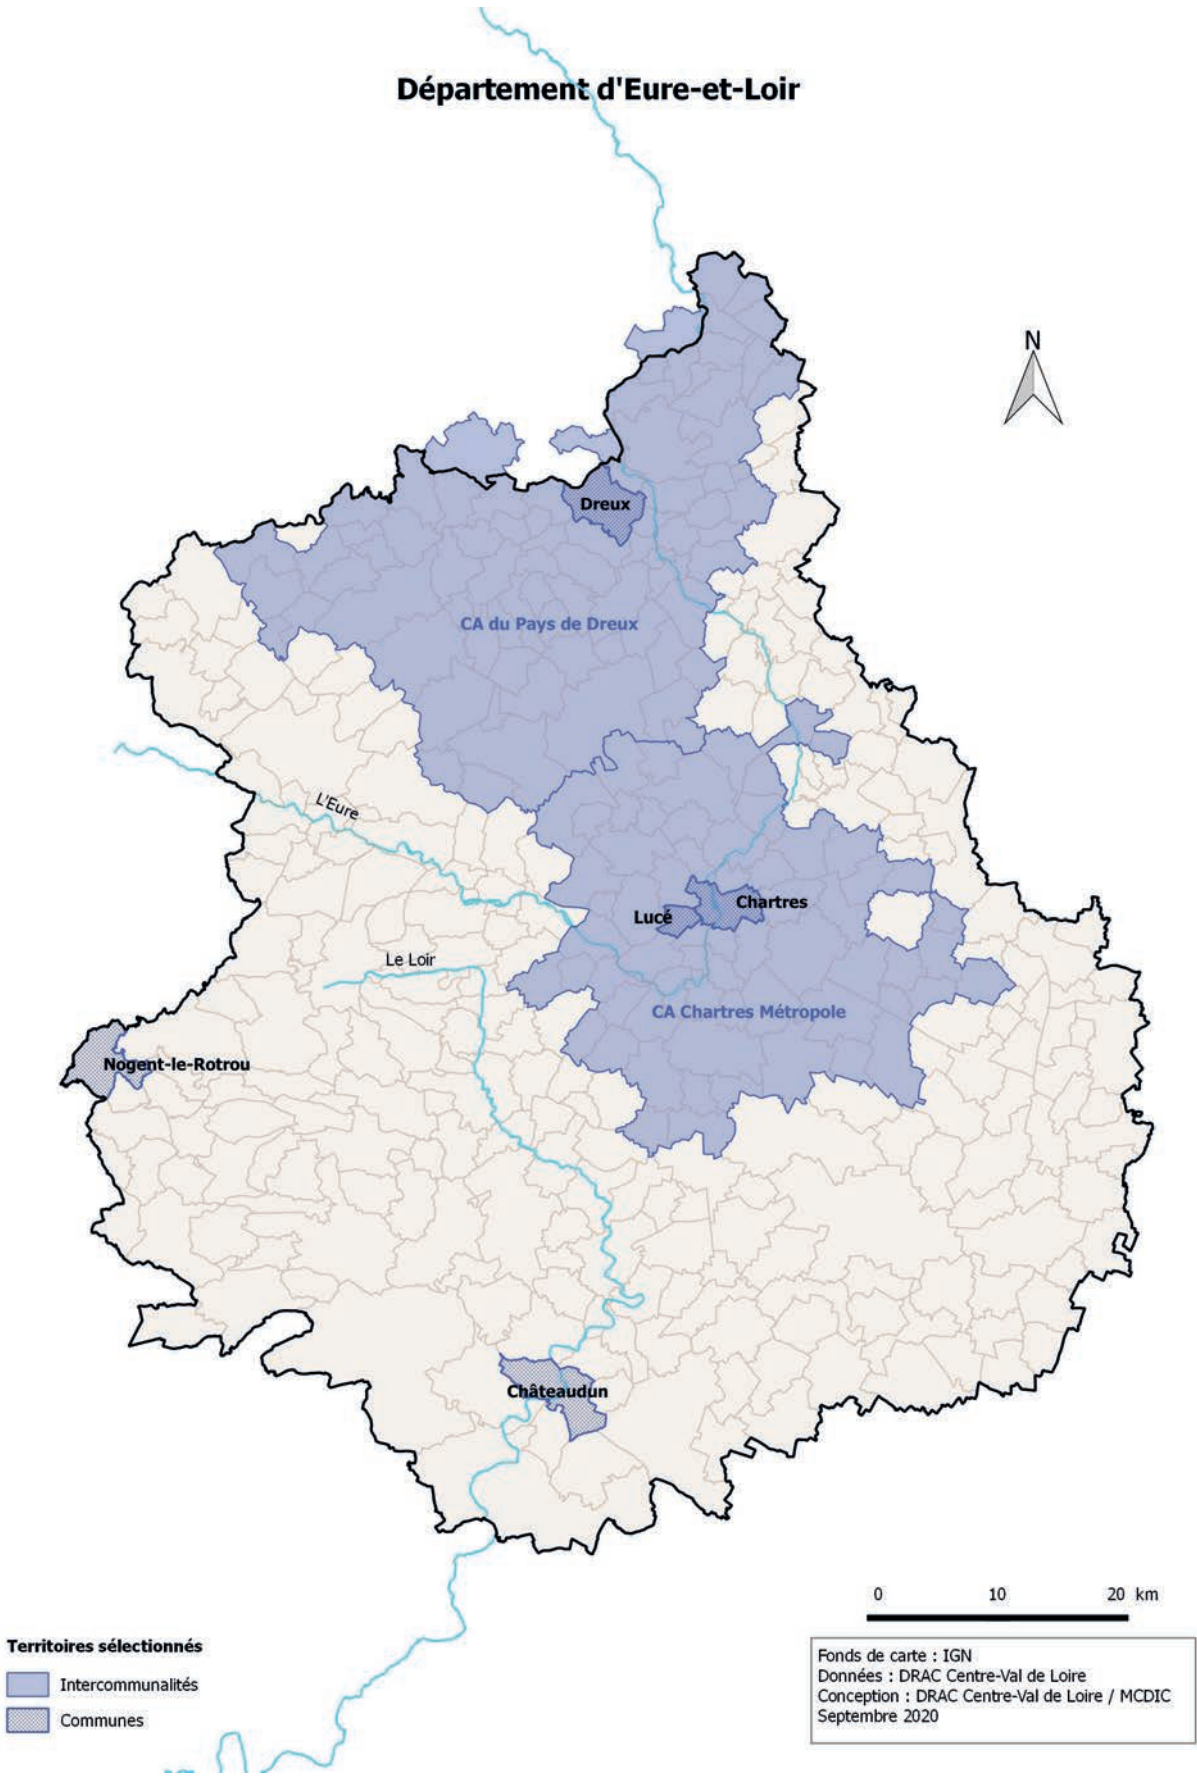 Département d'Eure-et-Loir
N
Dreux
CA du Pays de Dreux
L'Eure
Lucé
Chartres
Le Loir
CA Chartres Métropole
Nogent-le-Rotrou
Châteaudun
0 10 20 km
Territoires sélectionnés
Intercommunalités
Communes
Fonds de carte : IGN
Données : DRAC Centre-Val de Loire
Conception : DRAC Centre-Val de Loire / MCDIC
Septembre 2020